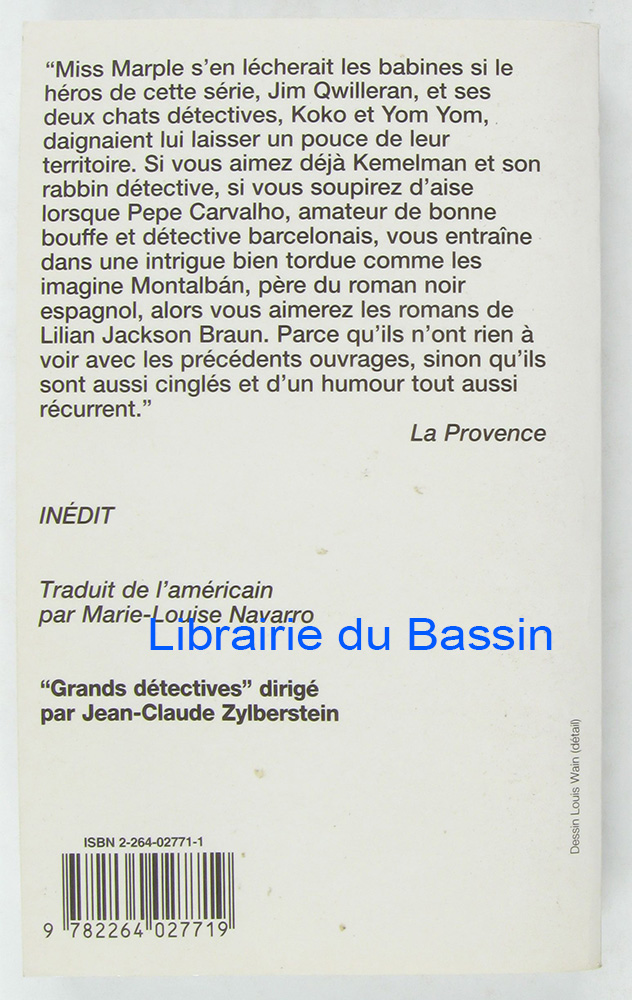 “Miss Marple s’en lécherait les babines si le
héros de cette série, Jim Qwilleran, et ses
deux chats détectives, Koko et Yom Yom,
daignaient lui laisser un pouce de leur
territoire. Si vous aimez déjà Kemelman et son
rabbin détective, si vous soupirez d’aise
lorsque Pepe Carvalho, amateur de bonne
bouffe et détective barcelonais, vous entraîne
dans une intrigue bien tordue comme les
imagine Montalbán, père du roman noir
espagnol, alors vous aimerez les romans de
Lilian Jackson Braun. Parce qu’ils n’ont rien à
voir avec les précédents ouvrages, sinon qu’ils
sont aussi cinglés et d’un humour tout aussi
récurrent.”
La Provence
INÉDIT
Traduit de l’américain
par Marie-Louise Navarro
Librairie du Bassin
“Grands détectives” dirigé
par Jean-Claude Zylberstein
Dessin Louis Wain (détail)
ISBN 2-264-02771-1
9 782264 027719